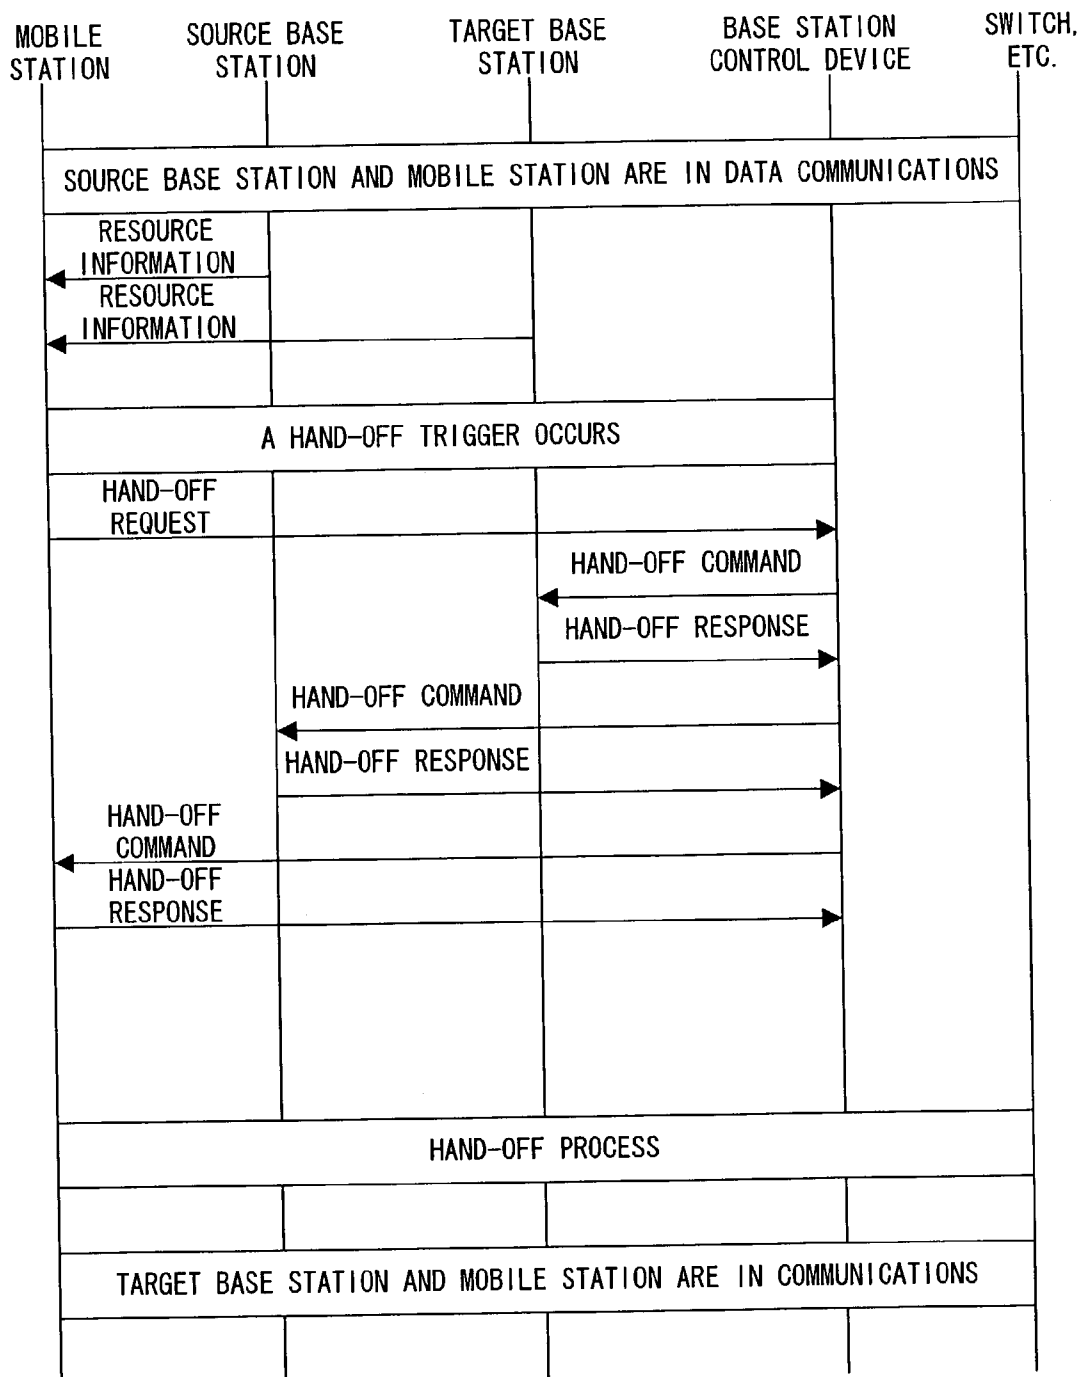 MOBILE
STATION
SOURCE BASE
STATION
TARGET BASE
STATION
BASE STATION
CONTROL DEVICE
SWITCH,
ETC.
SOURCE BASE STATION AND MOBILE STATION ARE IN DATA COMMUNICATIONS
RESOURCE
INFORMATION
RESOURCE
INFORMATION
A HAND-OFF TRIGGER OCCURS
HAND-OFF
REQUEST
HAND-OFF COMMAND
HAND-OFF RESPONSE
HAND-OFF COMMAND
HAND-OFF RESPONSE
HAND-OFF
COMMAND
HAND-OFF
RESPONSE
HAND-OFF PROCESS
TARGET BASE STATION AND MOBILE STATION ARE IN COMMUNICATIONS